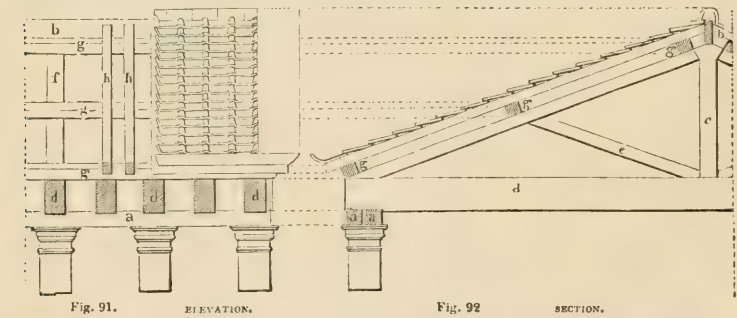 b
g
f
h h
g
g
d d d
a
Fig. 91. ELEVATION.
b
g
c
g
e
g
d
a a
Fig. 92 SECTION.